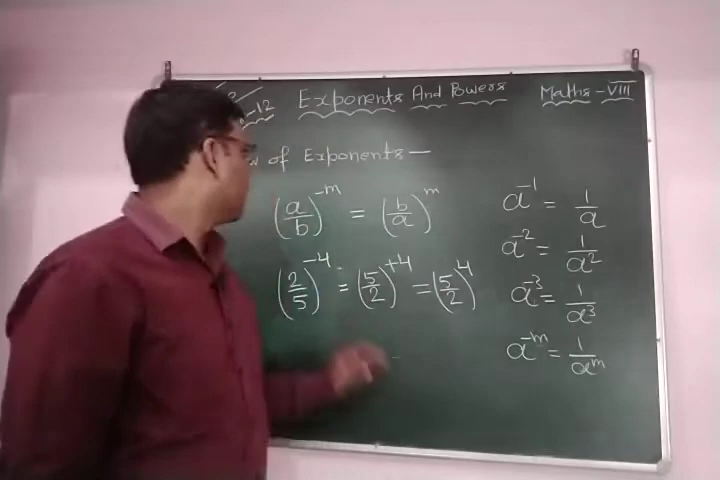 -12 Exponents And Powers Maths-VIII
of Exponents—
(a/b)^-m = (b/a)^m
(2/5)^-4 = (5/2)^+4 = (5/2)^4
a^-1 = 1/a
a^-2 = 1/a^2
a^-3 = 1/a^3
a^-m = 1/a^m